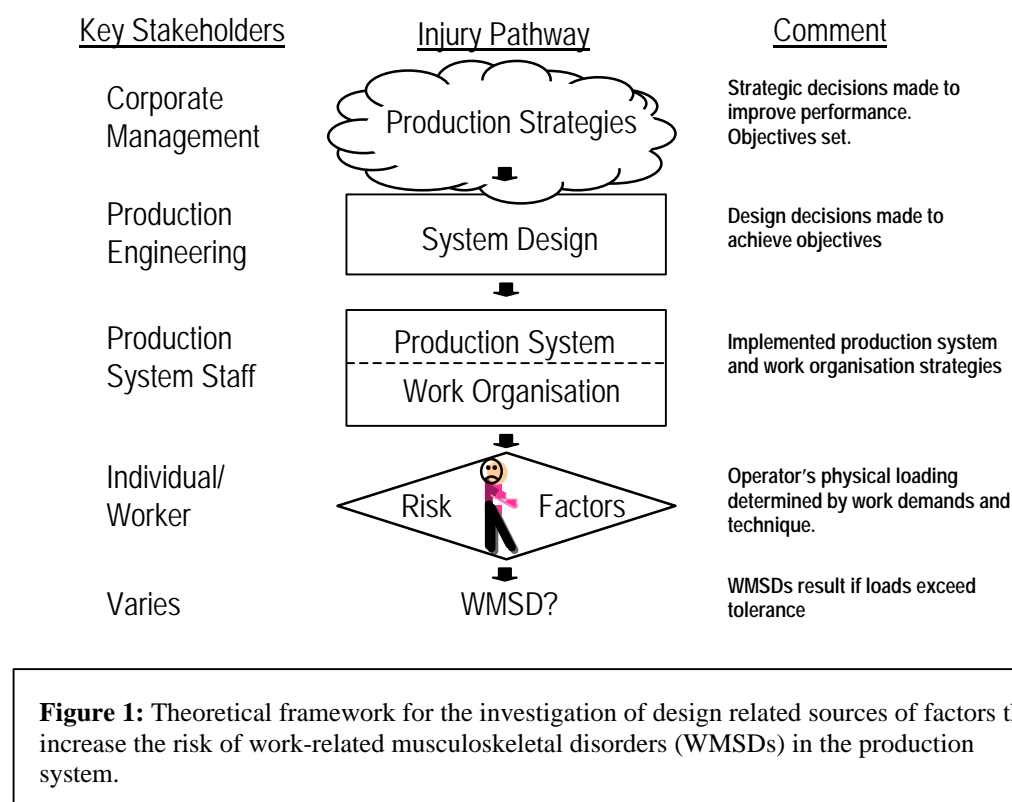 Key Stakeholders Injury Pathway Comment
Corporate
Management
Production Strategies
Strategic decisions made to
improve performance.
Objectives set.
Production
Engineering
System Design
Design decisions made to
achieve objectives
Production
System Staff
Production System
Work Organisation
Implemented production system
and work organisation strategies
Individual/
Worker
Risk Factors
Operator's physical loading
determined by work demands and
technique.
Varies
WMSD?
WMSDs result if loads exceed
tolerance
Figure 1: Theoretical framework for the investigation of design related sources of factors
increase the risk of work-related musculoskeletal disorders (WMSDs) in the production
system.